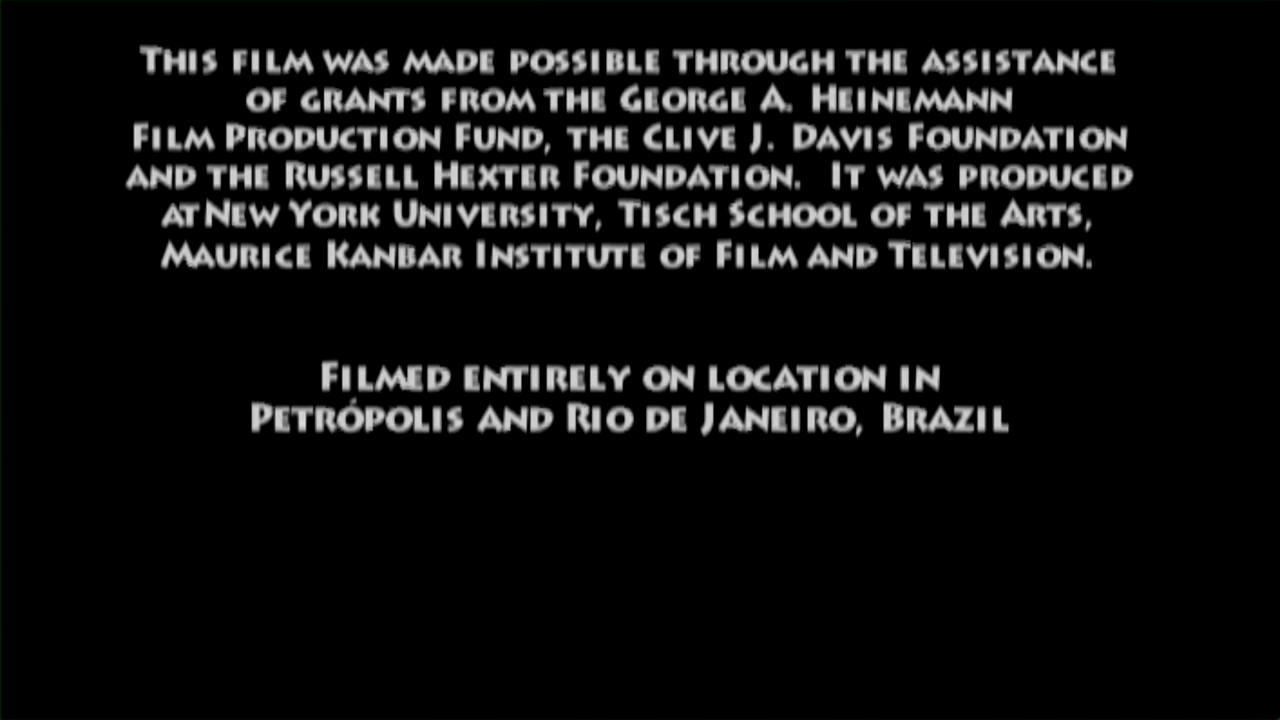 This film was made possible through the assistance
of grants from the George A. Heinemann
Film Production Fund, the Clive J. Davis Foundation
and the Russell Hexter Foundation. It was produced
at New York University, Tisch School of the Arts,
Maurice Kanbar Institute of Film and Television.
Filmed entirely on location in
Petrópolis and Rio de Janeiro, Brazil